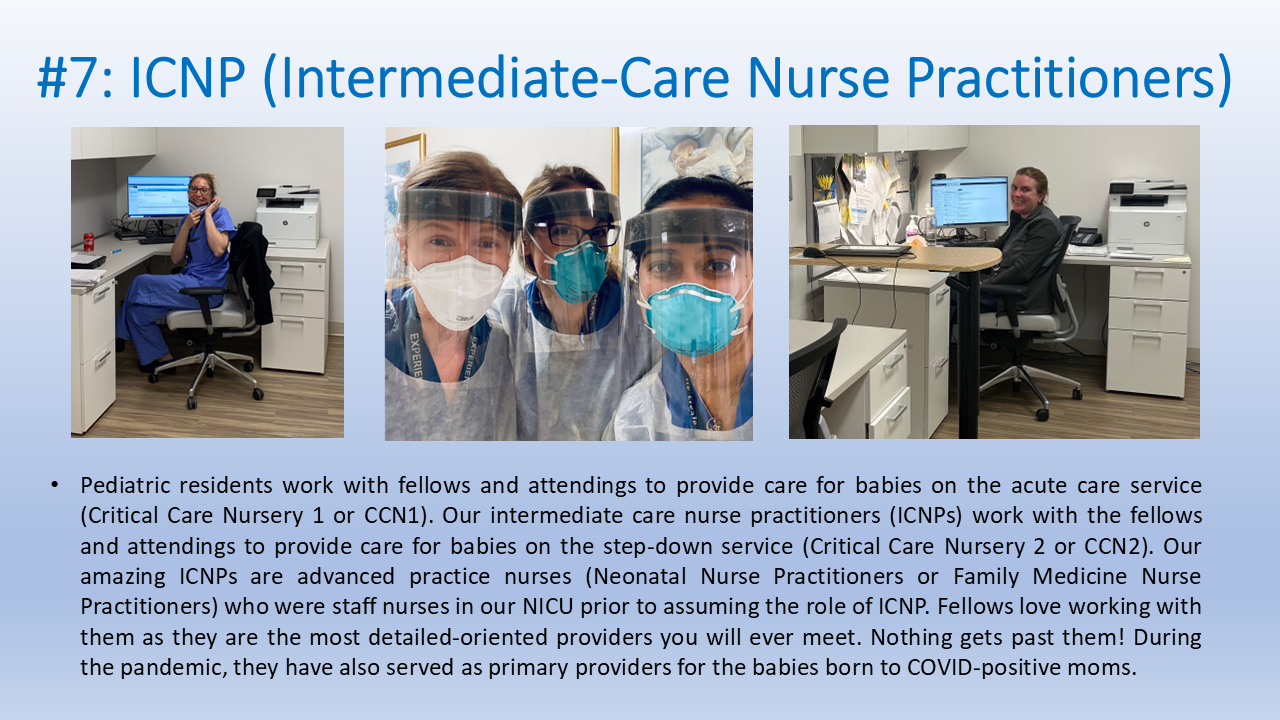 #7: ICNP (Intermediate-Care Nurse Practitioners)
EXPERIE
• Pediatric residents work with fellows and attendings to provide care for babies on the acute care service
(Critical Care Nursery 1 or CCN1). Our intermediate care nurse practitioners (ICNPs) work with the fellows
and attendings to provide care for babies on the step-down service (Critical Care Nursery 2 or CCN2). Our
amazing ICNPs are advanced practice nurses (Neonatal Nurse Practitioners or Family Medicine Nurse
Practitioners) who were staff nurses in our NICU prior to assuming the role of ICNP. Fellows love working with
them as they are the most detailed-oriented providers you will ever meet. Nothing gets past them! During
the pandemic, they have also served as primary providers for the babies born to COVID-positive moms.